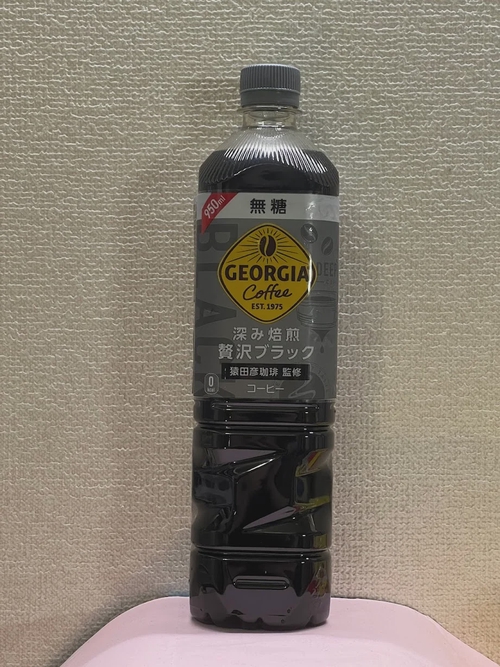 950ml
無糖
GEORGIA
Coffee
EST. 1975
深み焙煎
贅沢ブラック
猿田彦珈琲 監修
コーヒー
0